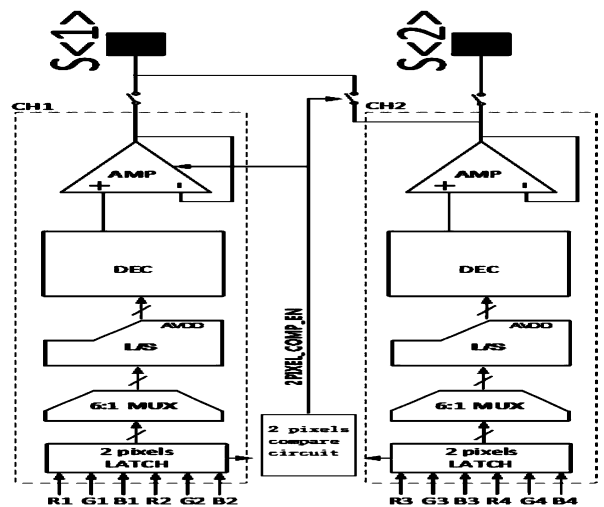 S<1>
S<2>
CH1
CH2
AMP
+ -
AMP
+ -
DEC
DEC
2PIXEL_COMP_EN
AVDD
L/S
AVDD
L/S
6:1 MUX
6:1 MUX
2 pixels
LATCH
2 pixels
compare
circuit
2 pixels
LATCH
R1 G1 B1 R2 G2 B2
R3 G3 B3 R4 G4 B4